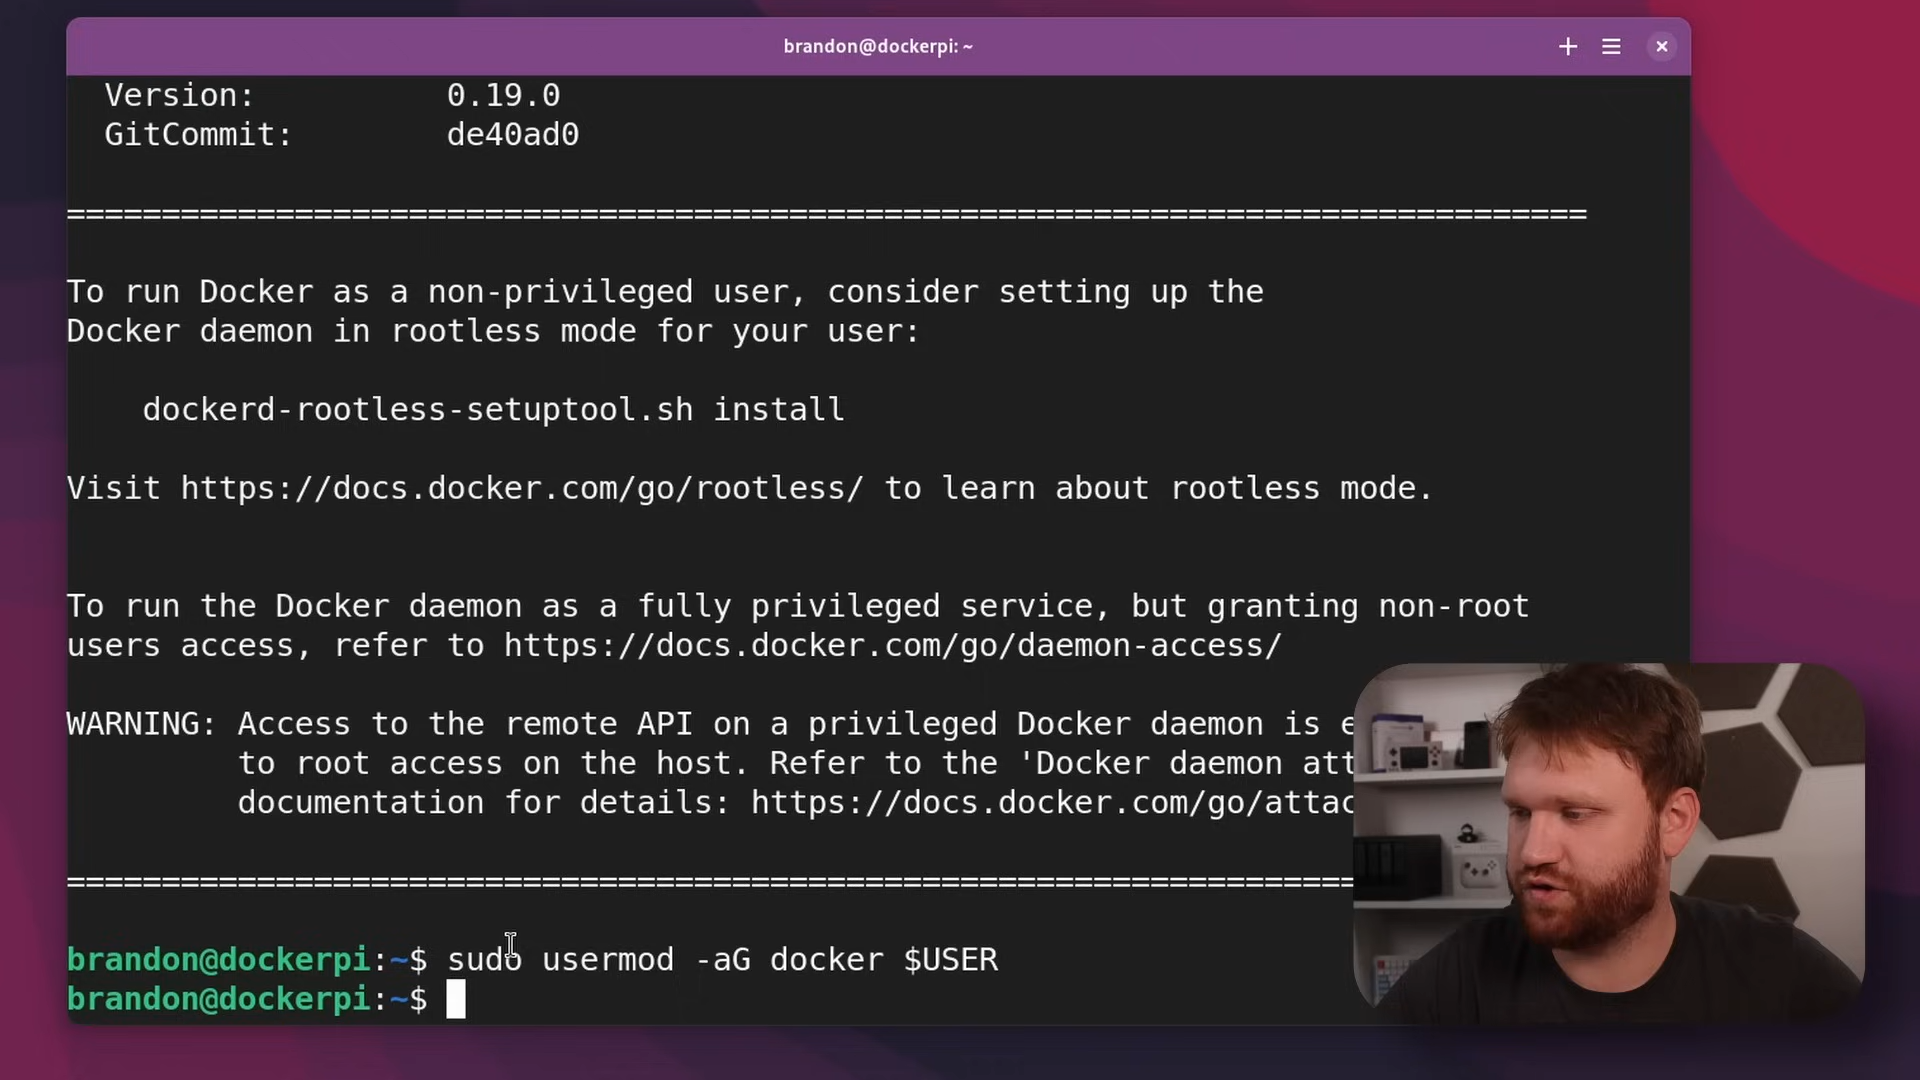 brandon@dockerpi: ~
Version: 0.19.0
GitCommit: de40ad0
================================================================================
To run Docker as a non-privileged user, consider setting up the
Docker daemon in rootless mode for your user:
dockerd-rootless-setuptool.sh install
Visit https://docs.docker.com/go/rootless/ to learn about rootless mode.
To run the Docker daemon as a fully privileged service, but granting non-root
users access, refer to https://docs.docker.com/go/daemon-access/
WARNING: Access to the remote API on a privileged Docker daemon is
to root access on the host. Refer to the 'Docker daemon
documentation for details:
====================================================================
brandon@dockerpi:~$ sudo usermod -aG docker $USER
brandon@dockerpi:~$